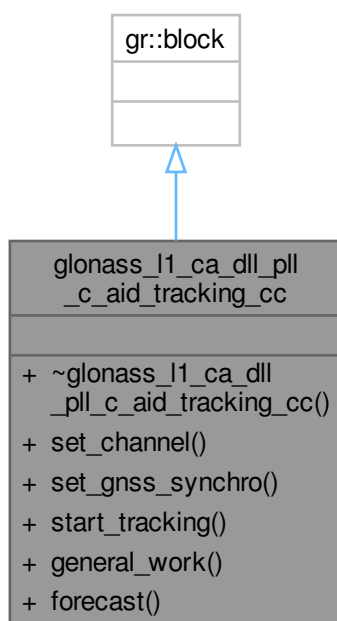 gr::block
glonass_l1_ca_dll_pll
_c_aid_tracking_cc
+ ~glonass_l1_ca_dll
_pll_c_aid_tracking_cc()
+ set_channel()
+ set_gnss_synchro()
+ start_tracking()
+ general_work()
+ forecast()